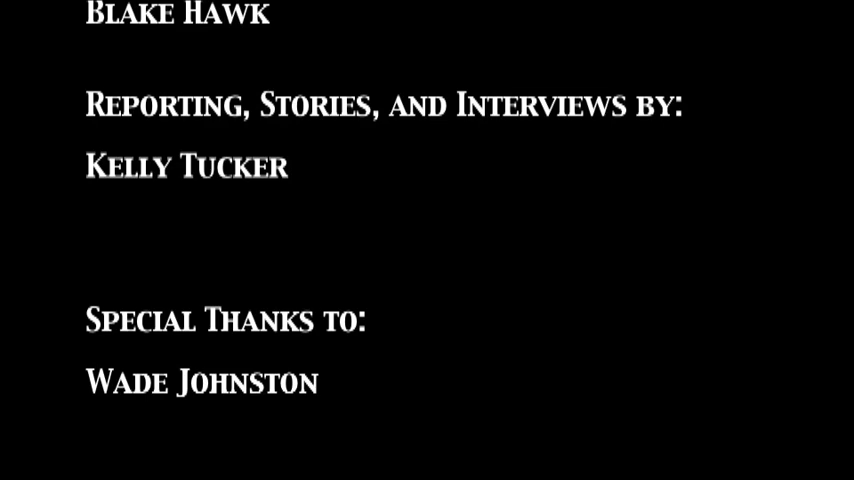 Blake Hawk
Reporting, Stories, and Interviews by:
Kelly Tucker
Special Thanks to:
Wade Johnston